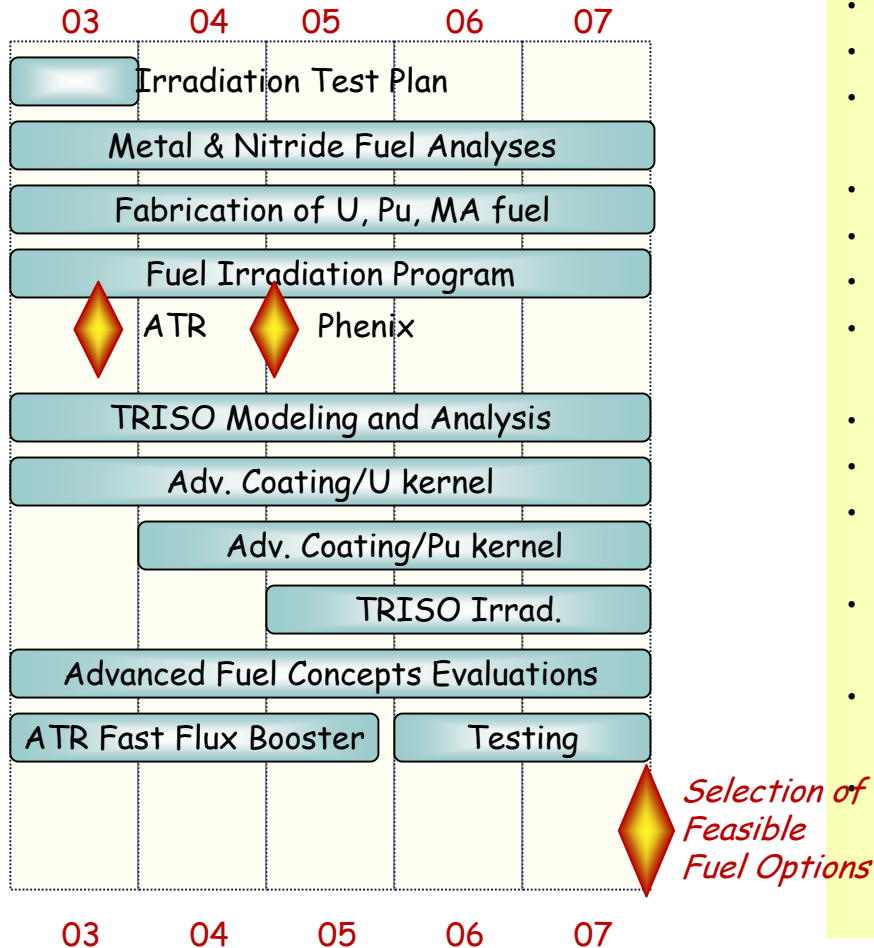 03 04 05 06 07
Irradiation Test Plan
Metal & Nitride Fuel Analyses
Fabrication of U, Pu, MA fuel
Fuel Irradiation Program
ATR Phenix
TRISO Modeling and Analysis
Adv. Coating/U kernel
Adv. Coating/Pu kernel
TRISO Irrad.
Advanced Fuel Concepts Evaluations
ATR Fast Flux Booster Testing
Selection of
Feasible
Fuel Options
03 04 05 06 07